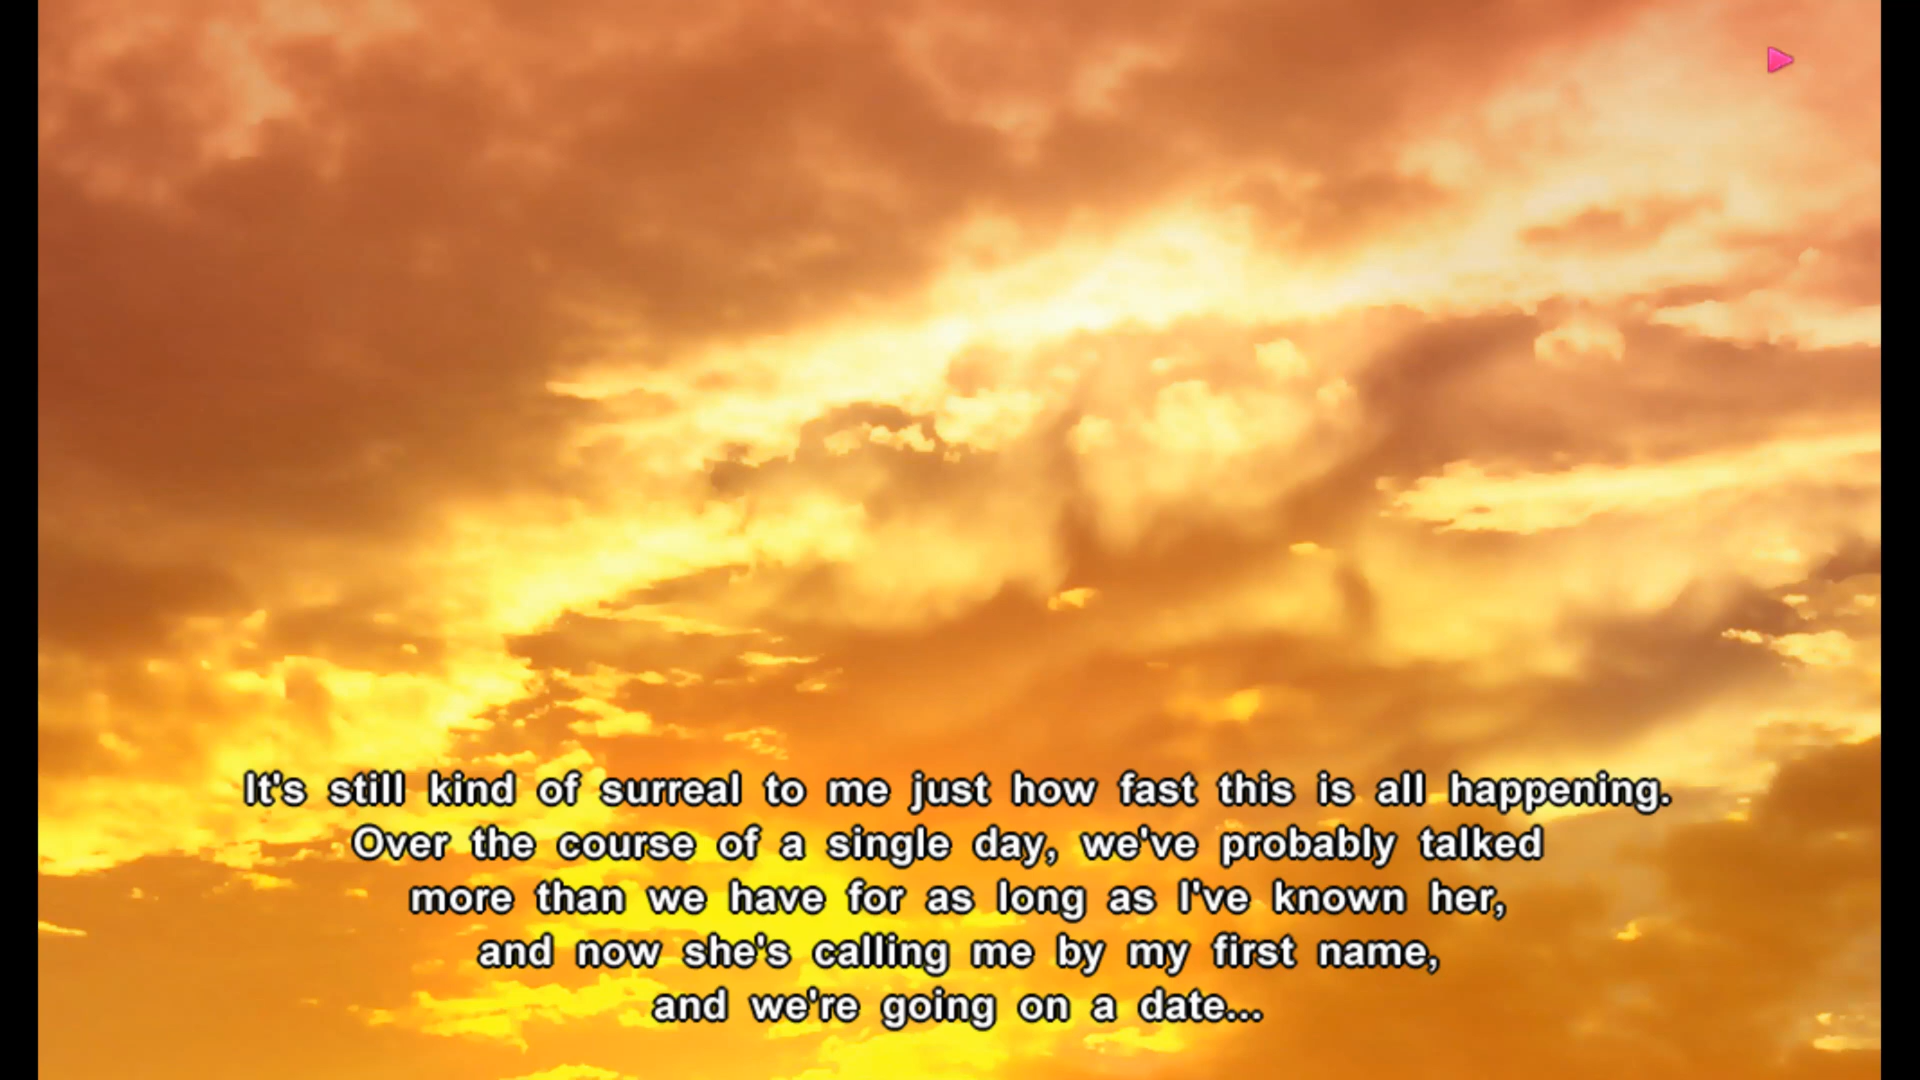 It's still kind of surreal to me just how fast this is all happening.
Over the course of a single day, we've probably talked
more than we have for as long as I've known her,
and now she's calling me by my first name,
and we're going on a date...